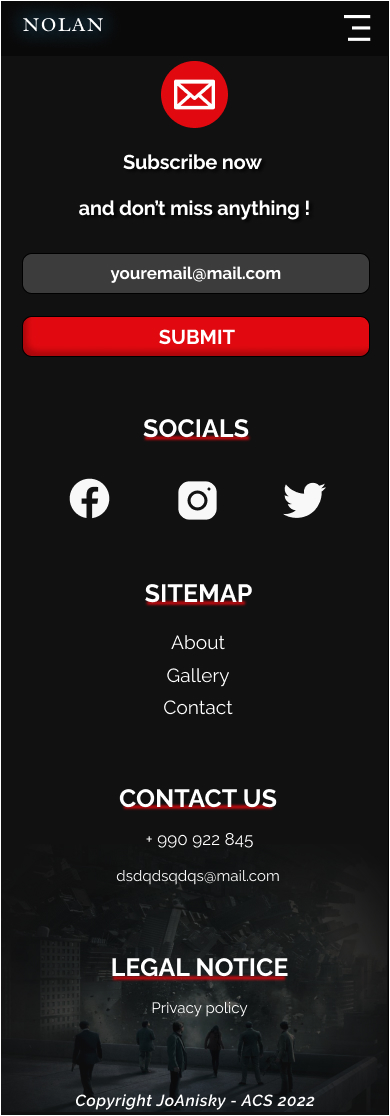 NOLAN
Subscribe now
and don't miss anything !
youremail@mail.com
SUBMIT
SOCIALS
SITEMAP
About
Gallery
Contact
CONTACT US
+ 990 922 845
dsdqdsqdqs@mail.com
LEGAL NOTICE
Privacy policy
Copyright JoAnisky - ACS 2022